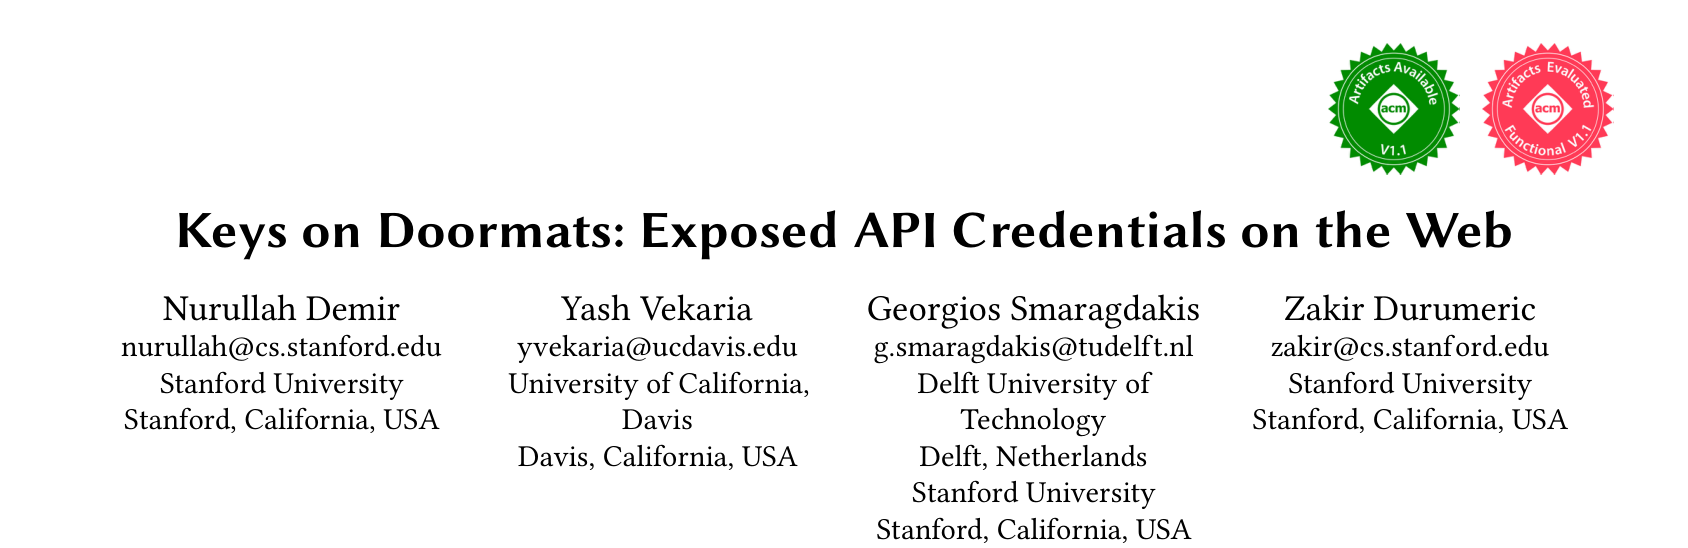 Artifacts Available
acm
V1.1
Artifacts Evaluated
acm
Functional V1.1
Keys on Doormats: Exposed API Credentials on the Web
Nurullah Demir
nurullah@cs.stanford.edu
Stanford University
Stanford, California, USA
Yash Vekaria
yvekaria@ucdavis.edu
University of California,
Davis
Davis, California, USA
Georgios Smaragdakis
g.smaragdakis@tudelft.nl
Delft University of
Technology
Delft, Netherlands
Stanford University
Stanford, California, USA
Zakir Durumeric
zakir@cs.stanford.edu
Stanford University
Stanford, California, USA